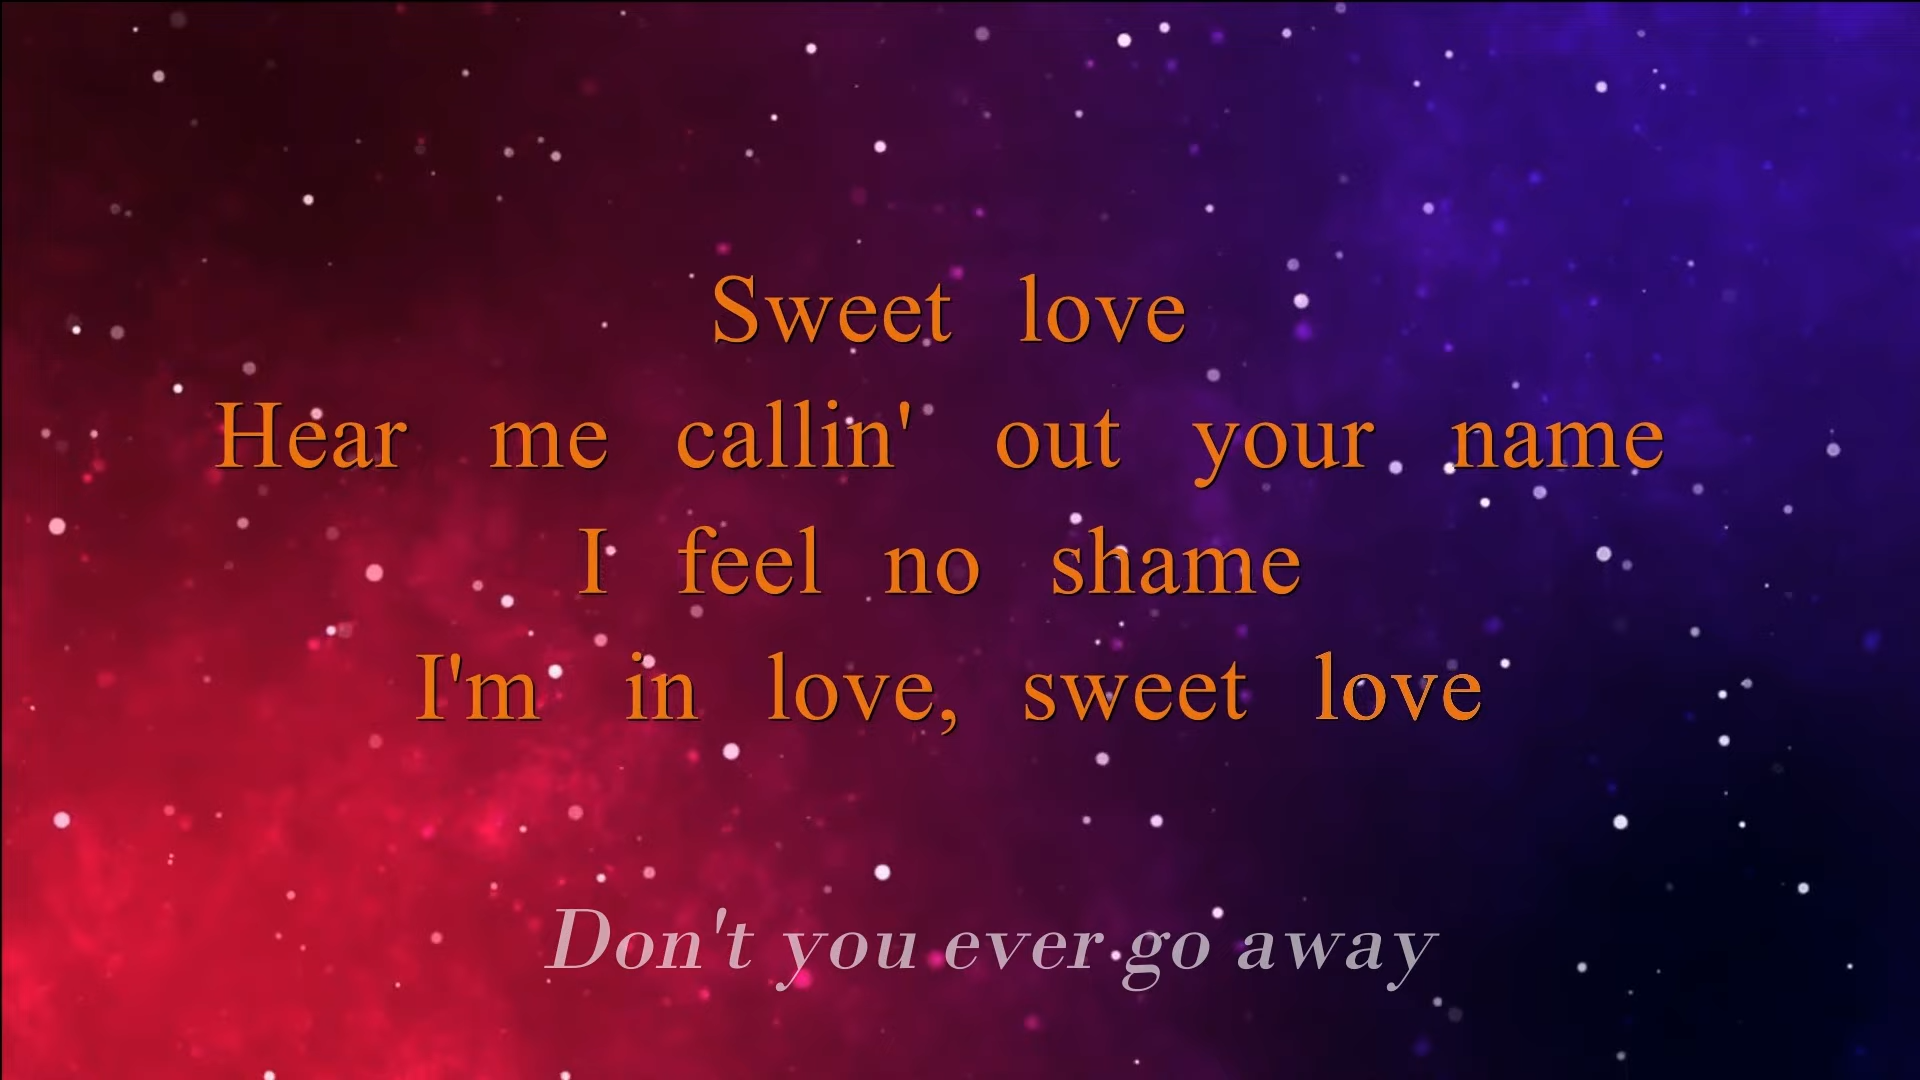 Sweet love
Hear me callin' out your name
I feel no shame
I'm in love, sweet love
Don't you ever go away